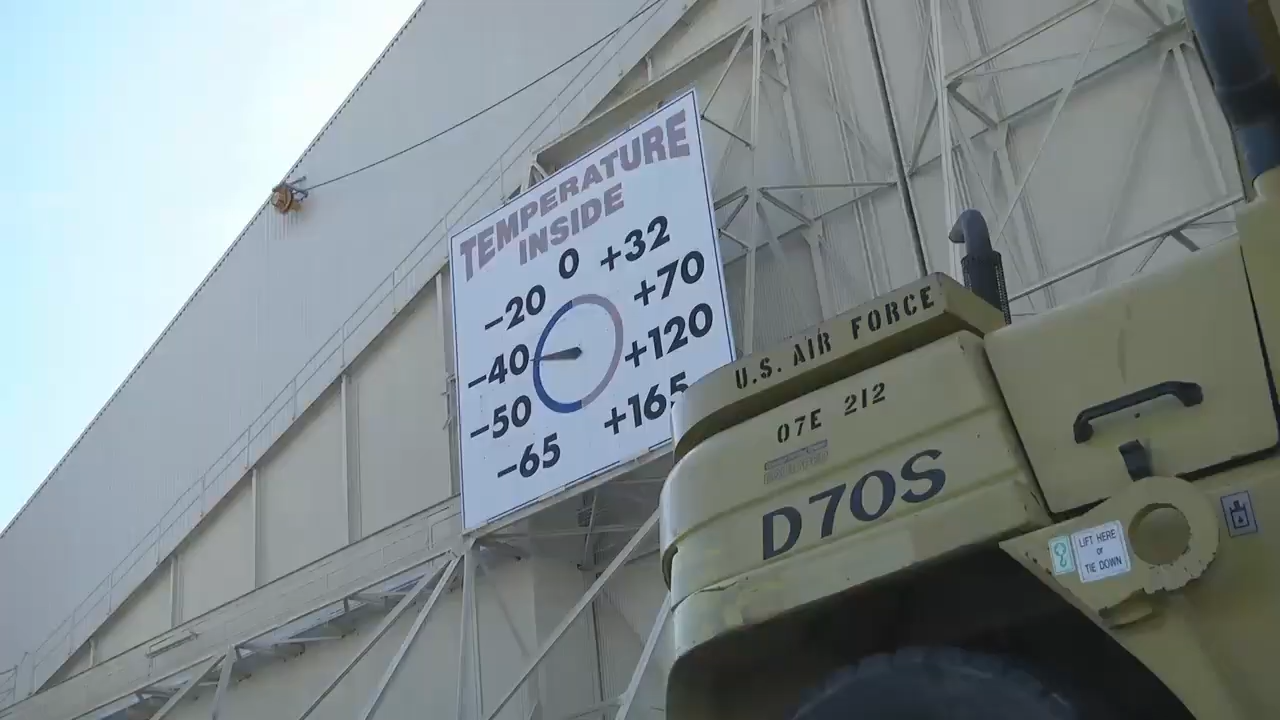 TEMPERATURE
INSIDE
0 +32
-20 +70
-40 +120
-50 +165
-65
U.S. AIR FORCE
07E 212
D70S
LIFT HERE
or
TIE DOWN